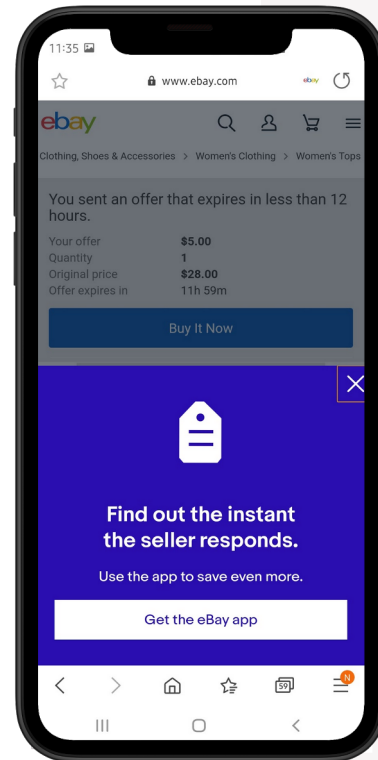 11:35
www.ebay.com ebay
ebay
Clothing, Shoes & Accessories > Women's Clothing > Women's Tops
You sent an offer that expires in less than 12
hours.
Your offer $5.00
Quantity 1
Original price $28.00
Offer expires in 11h 59m
Buy It Now
Find out the instant
the seller responds.
Use the app to save even more.
Get the eBay app
59 N